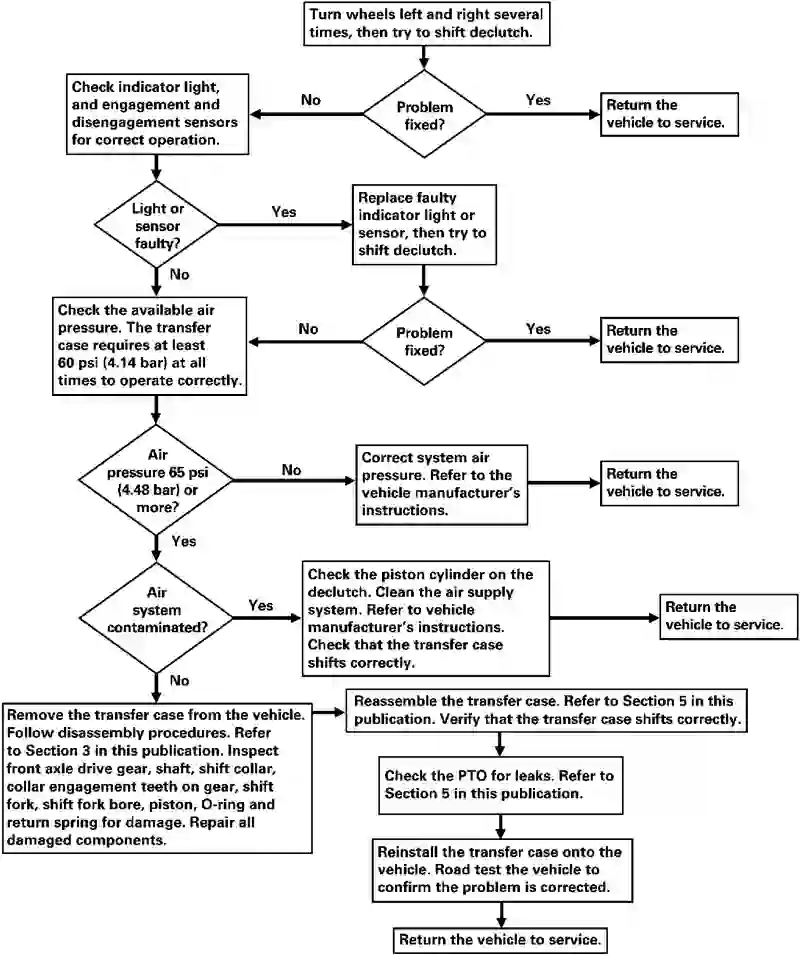 Turn wheels left and right several
times, then try to shift declutch.
Problem
fixed?
No
Yes
Return the
vehicle to service.
Check indicator light,
and engagement and
disengagement sensors
for correct operation.
Light or
sensor
faulty?
Yes
Replace faulty
indicator light or
sensor, then try to
shift declutch.
No
Problem
fixed?
No
Yes
Return the
vehicle to service.
Check the available air
pressure. The transfer
case requires at least
60 psi (4.14 bar) at all
times to operate correctly.
Air
pressure 65 psi
(4.48 bar) or
more?
No
Correct system air
pressure. Refer to the
vehicle manufacturer's
instructions.
Return the
vehicle to service.
Yes
Air
system
contaminated?
Yes
Check the piston cylinder on the
declutch. Clean the air supply
system. Refer to vehicle
manufacturer's instructions.
Check that the transfer case
shifts correctly.
Return the
vehicle to service.
No
Remove the transfer case from the vehicle.
Follow disassembly procedures. Refer
to Section 3 in this publication. Inspect
front axle drive gear, shaft, shift collar,
collar engagement teeth on gear, shift
fork, shift fork bore, piston, O-ring and
return spring for damage. Repair all
damaged components.
Reassemble the transfer case. Refer to Section 5 in this
publication. Verify that the transfer case shifts correctly.
Check the PTO for leaks. Refer to
Section 5 in this publication.
Reinstall the transfer case onto the
vehicle. Road test the vehicle to
confirm the problem is corrected.
Return the vehicle to service.